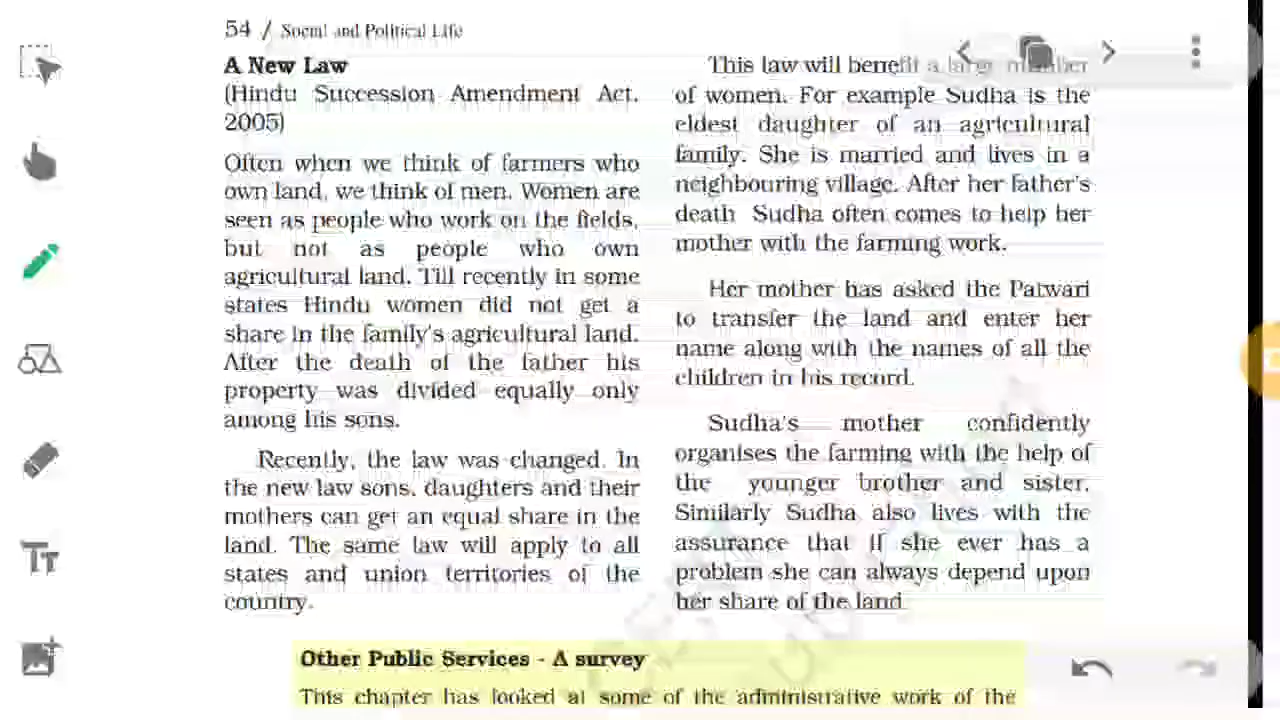 54 / Social and Political Life
A New Law
(Hindu Succession Amendment Act, 2005)
Often when we think of farmers who
own land, we think of men. Women are
seen as people who work on the fields,
but not as people who own
agricultural land. Till recently in some
states Hindu women did not get a
share in the family's agricultural land.
After the death of the father his
property was divided equally only
among his sons.
Recently, the law was changed. In
the new law sons, daughters and their
mothers can get an equal share in the
land. The same law will apply to all
states and union territories of the
country.
This law will benefit a large number
of women. For example Sudha is the
eldest daughter of an agricultural
family. She is married and lives in a
neighbouring village. After her father's
death Sudha often comes to help her
mother with the farming work.
Her mother has asked the Patwari
to transfer the land and enter her
name along with the names of all the
children in his record.
Sudha's mother confidently
organises the farming with the help of
the younger brother and sister.
Similarly Sudha also lives with the
assurance that if she ever has a
problem she can always depend upon
her share of the land.
Other Public Services - A survey
This chapter has looked at some of the administrative work of the
Tr